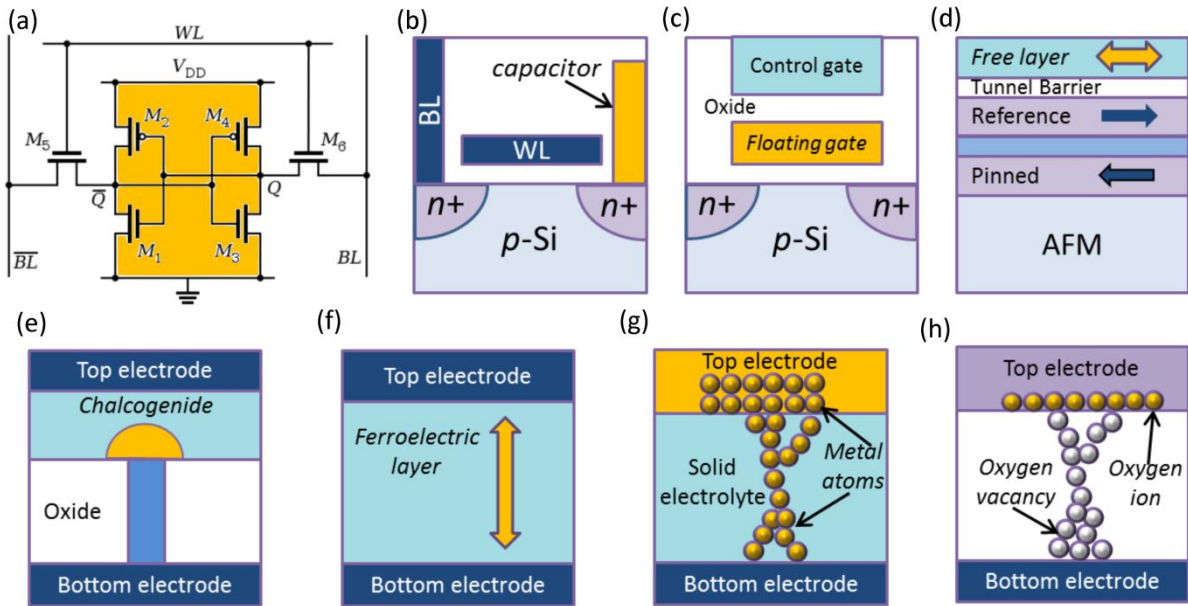 (a)
WL
V_DD
M_2
M_4
M_5
M_6
Q̅
Q
M_1
M_3
B̅L̅
BL
(b)
capacitor
BL
WL
n+
n+
p-Si
(c)
Control gate
Oxide
Floating gate
n+
n+
p-Si
(d)
Free layer
Tunnel Barrier
Reference
Pinned
AFM
(e)
Top electrode
Chalcogenide
Oxide
Bottom electrode
(f)
Top eleectrode
Ferroelectric
layer
Bottom electrode
(g)
Top electrode
Solid
electrolyte
Metal
atoms
Bottom electrode
(h)
Top electrode
Oxygen
vacancy
Oxygen
ion
Bottom electrode